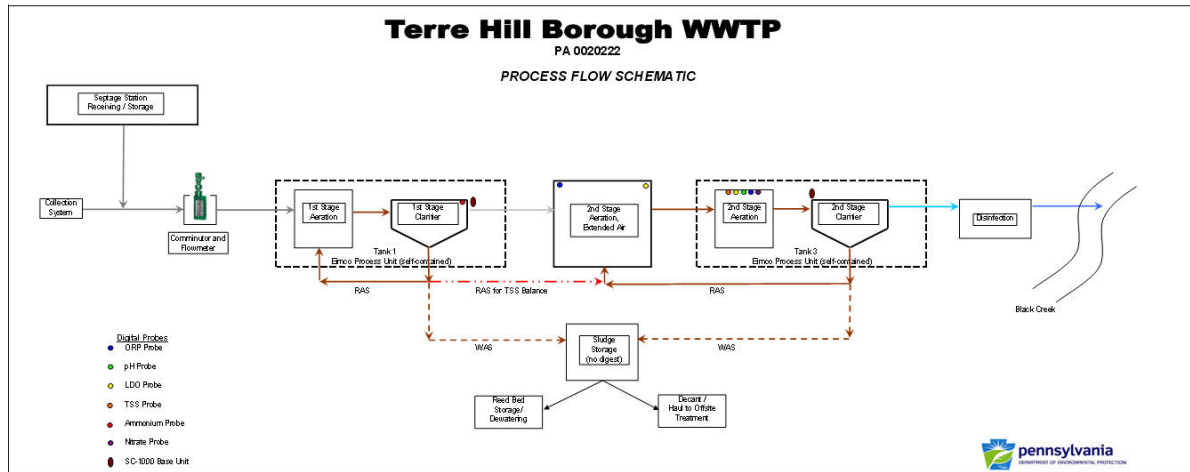 Terre Hill Borough WWTP
PA 0020222
PROCESS FLOW SCHEMATIC
Septage Station
Receiving / Storage
Collection
System
Comminutor and
Flowmeter
1st Stage
Aeration
1st Stage
Clarifier
Tank 1
Eimco Process Unit (self-contained)
2nd Stage
Aeration,
Extended Air
2nd Stage
Aeration
2nd Stage
Clarifier
Tank 3
Eimco Process Unit (self-contained)
Disinfection
Black Creek
RAS
RAS for TSS Balance
RAS
WAS
Sludge
Storage
(no digest)
WAS
Reed Bed
Storage/
Dewatering
Decant /
Haul to Offsite
Treatment
Digital Probes
ORP Probe
pH Probe
LDO Probe
TSS Probe
Ammonium Probe
Nitrate Probe
SC-1000 Base Unit
pennsylvania
DEPARTMENT OF ENVIRONMENTAL PROTECTION